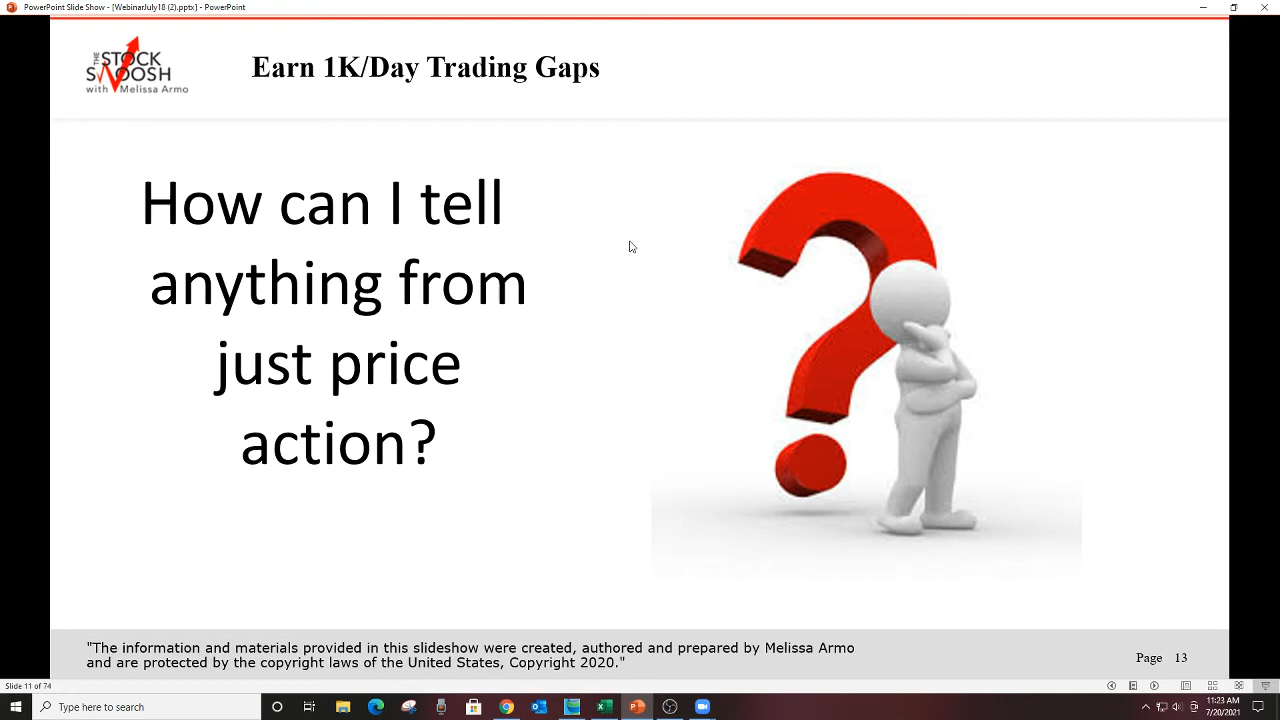 PowerPoint Slide Show - [WebinarJuly18 (2).pptx] - PowerPoint
THE
STOCK
SWOOSH
with Melissa Armo
Earn 1K/Day Trading Gaps
How can I tell
anything from
just price
action?
"The information and materials provided in this slideshow were created, authored and prepared by Melissa Armo
and are protected by the copyright laws of the United States, Copyright 2020."
Page 13
Slide 11 of 74
Type here to search
11:23 AM
7/20/2021